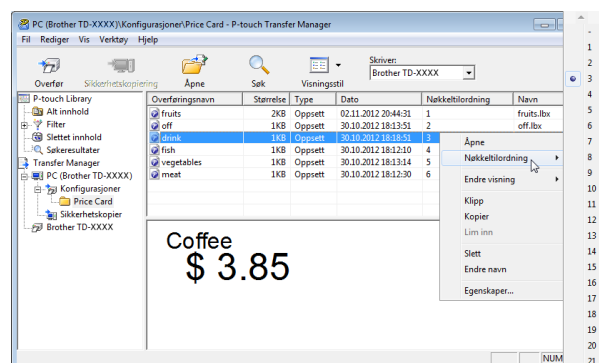 PC (Brother TD-XXXX)\Konfigurasjoner\Price Card - P-touch Transfer Manager
Fil Rediger Vis Verktøy Hjelp
Overfør Sikkerhetskopiering Åpne Søk Visningsstil
Skriver:
Brother TD-XXXX
P-touch Library
Alt innhold
Filter
Slettet innhold
Søkeresultater
Transfer Manager
PC (Brother TD-XXXX)
Konfigurasjoner
Price Card
Sikkerhetskopier
Brother TD-XXXX
Overføringsnavn Størrelse Type Dato Nøkkeltilordning Navn
fruits 2KB Oppsett 02.11.2012 20:44:31 1 fruits.lbx
off 1KB Oppsett 30.10.2012 18:13:51 2 off.lbx
drink 1KB Oppsett 30.10.2012 18:18:51 3
fish 1KB Oppsett 30.10.2012 18:12:10 4
vegetables 1KB Oppsett 30.10.2012 18:13:14 5
meat 1KB Oppsett 30.10.2012 18:12:30 6
Coffee
$ 3.85
Åpne
Nøkkeltilordning
Endre visning
Klipp
Kopier
Lim inn
Slett
Endre navn
Egenskaper...
NUM
-
1
2
3
4
5
6
7
8
9
10
11
12
13
14
15
16
17
18
19
20
21